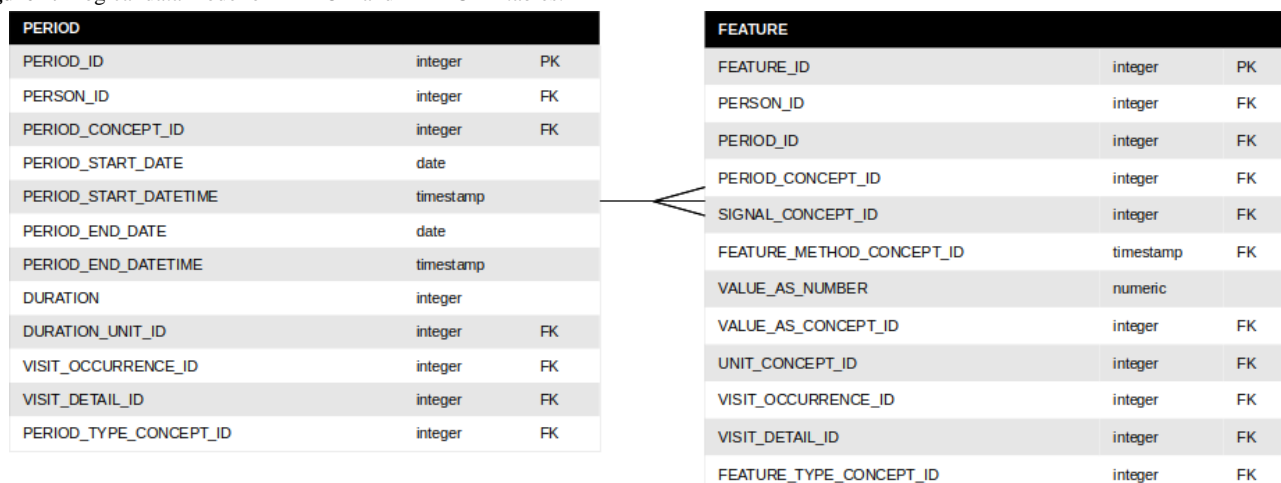 PERIOD
PERIOD_ID integer PK
PERSON_ID integer FK
PERIOD_CONCEPT_ID integer FK
PERIOD_START_DATE date
PERIOD_START_DATETIME timestamp
PERIOD_END_DATE date
PERIOD_END_DATETIME timestamp
DURATION integer
DURATION_UNIT_ID integer FK
VISIT_OCCURRENCE_ID integer FK
VISIT_DETAIL_ID integer FK
PERIOD_TYPE_CONCEPT_ID integer FK
FEATURE
FEATURE_ID integer PK
PERSON_ID integer FK
PERIOD_ID integer FK
PERIOD_CONCEPT_ID integer FK
SIGNAL_CONCEPT_ID integer FK
FEATURE_METHOD_CONCEPT_ID timestamp FK
VALUE_AS_NUMBER numeric
VALUE_AS_CONCEPT_ID integer FK
UNIT_CONCEPT_ID integer FK
VISIT_OCCURRENCE_ID integer FK
VISIT_DETAIL_ID integer FK
FEATURE_TYPE_CONCEPT_ID integer FK